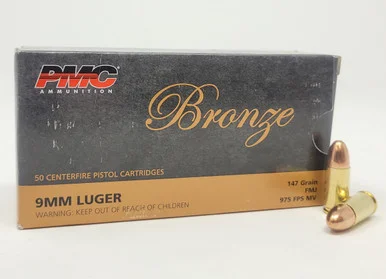 PMC
AMMUNITION
Bronze
50 CENTERFIRE PISTOL CARTRIDGES
9MM LUGER
WARNING: KEEP OUT OF REACH OF CHILDREN
147 Grain
FMJ
975 FPS MV